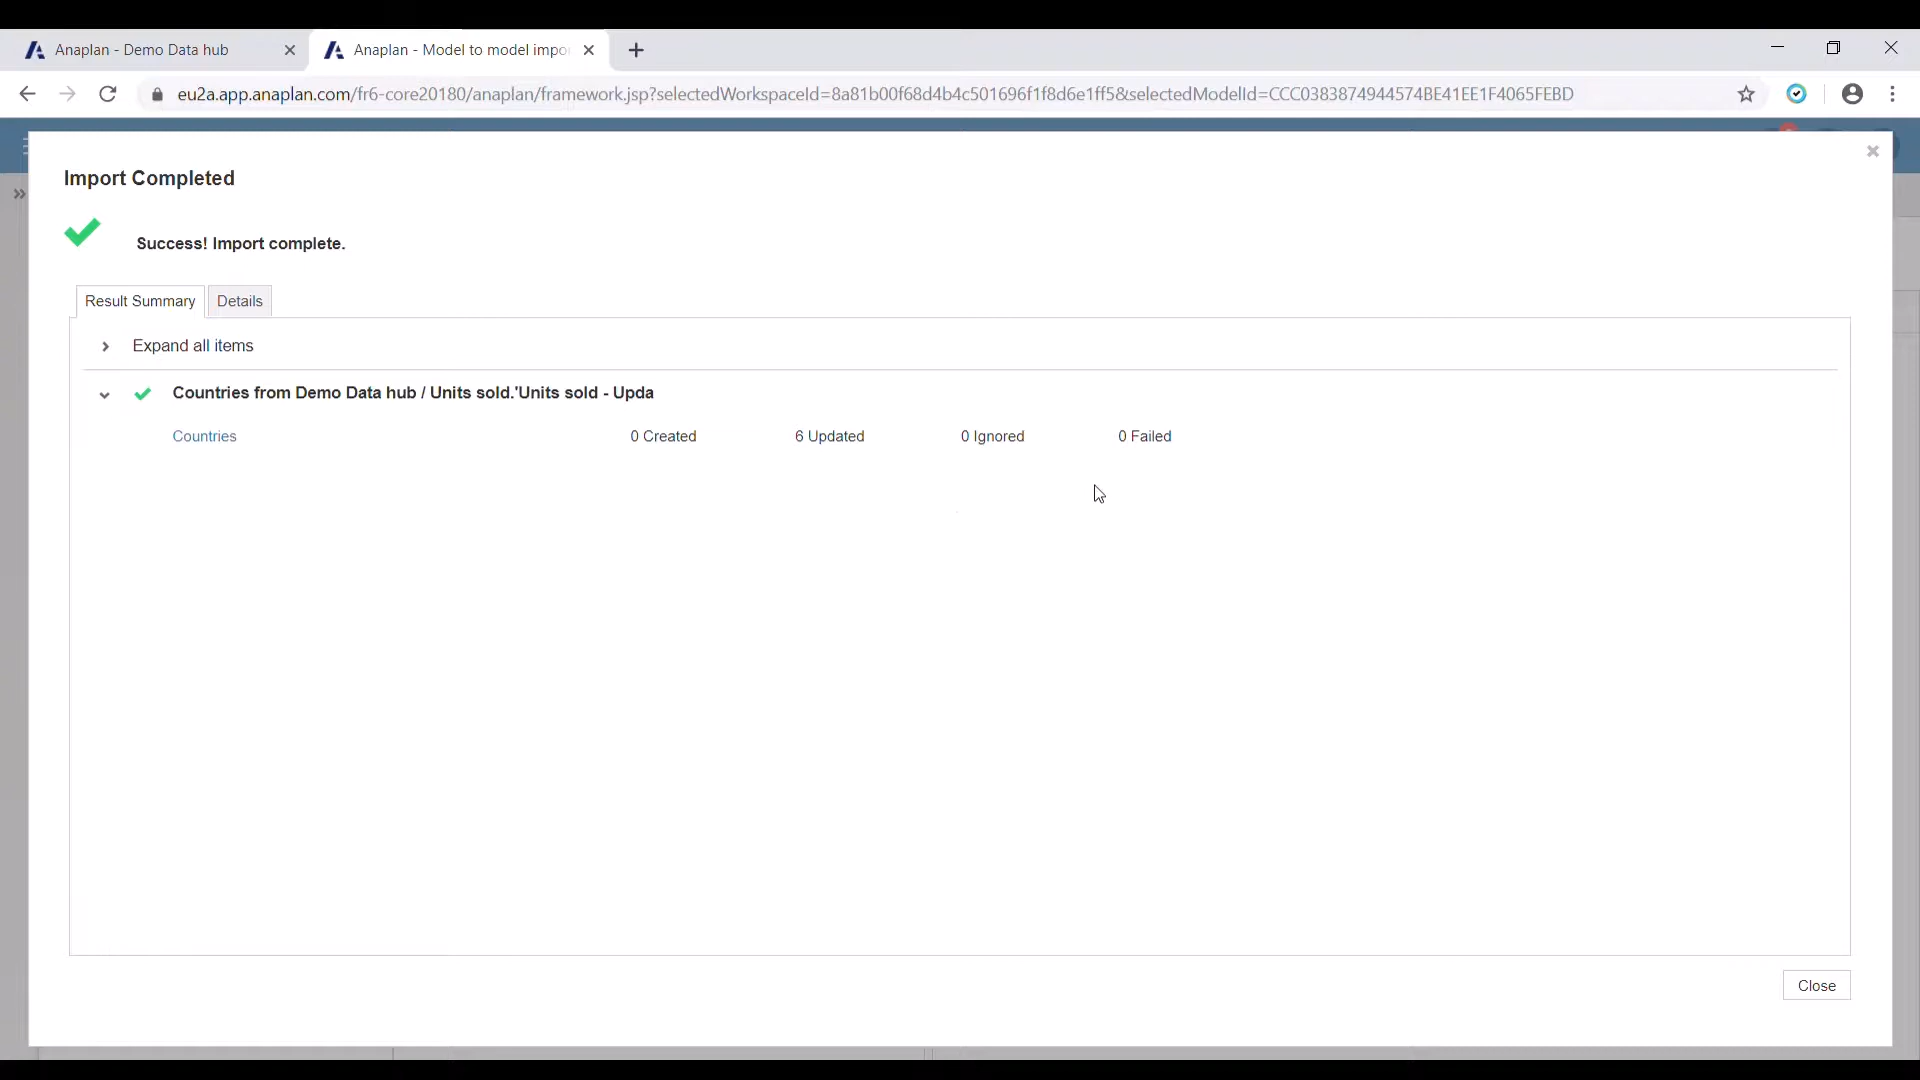 Anaplan - Demo Data hub
Anaplan - Model to model impo
eu2a.app.anaplan.com/fr6-core20180/anaplan/framework.jsp?selectedWorkspaceId=8a81b00f68d4b4c501696f1f8d6e1ff5&selectedModelId=CCC0383874944574BE41EE1F4065FEBD
Import Completed
Success! Import complete.
Result Summary Details
Expand all items
Countries from Demo Data hub / Units sold.'Units sold - Upda
Countries 0 Created 6 Updated 0 Ignored 0 Failed
Close